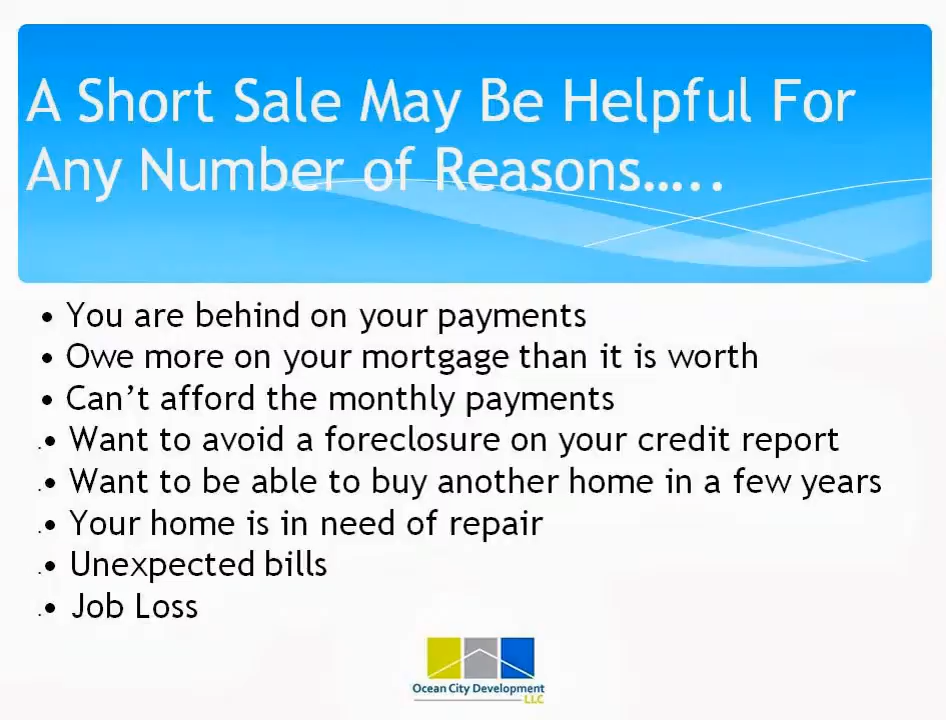 A Short Sale May Be Helpful For
Any Number of Reasons…..
• You are behind on your payments
• Owe more on your mortgage than it is worth
• Can’t afford the monthly payments
.• Want to avoid a foreclosure on your credit report
.• Want to be able to buy another home in a few years
.• Your home is in need of repair
.• Unexpected bills
.• Job Loss
Ocean City Development
LLC